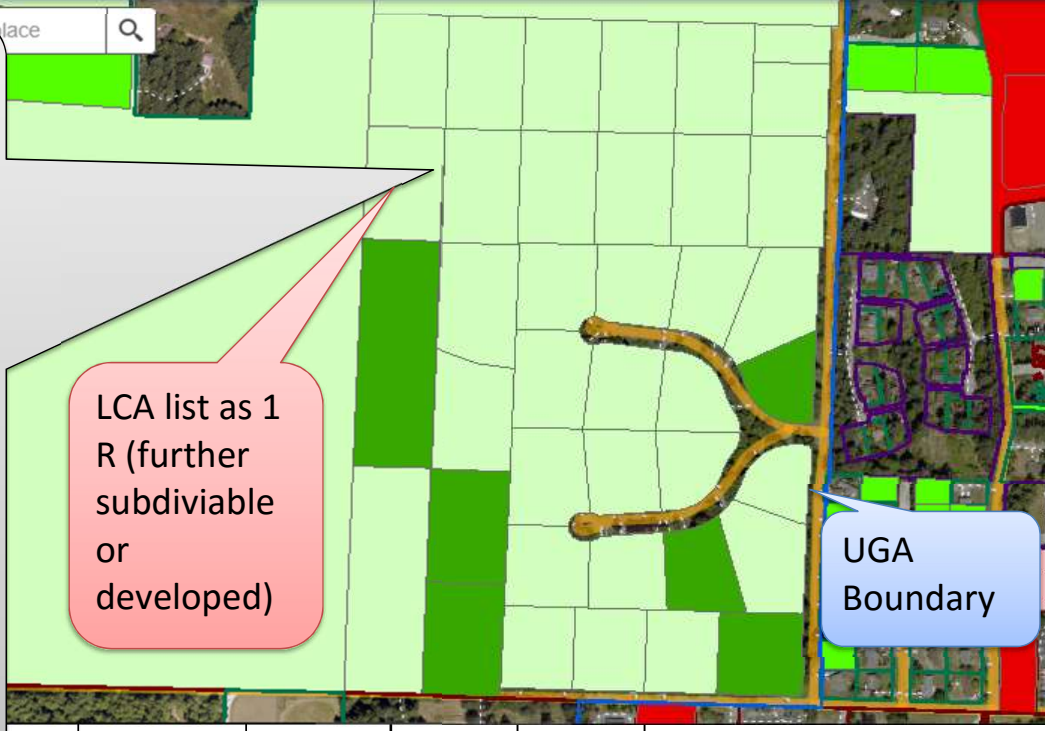 lace
LCA list as 1
R (further
subdiviable
or
developed)
UGA
Boundary